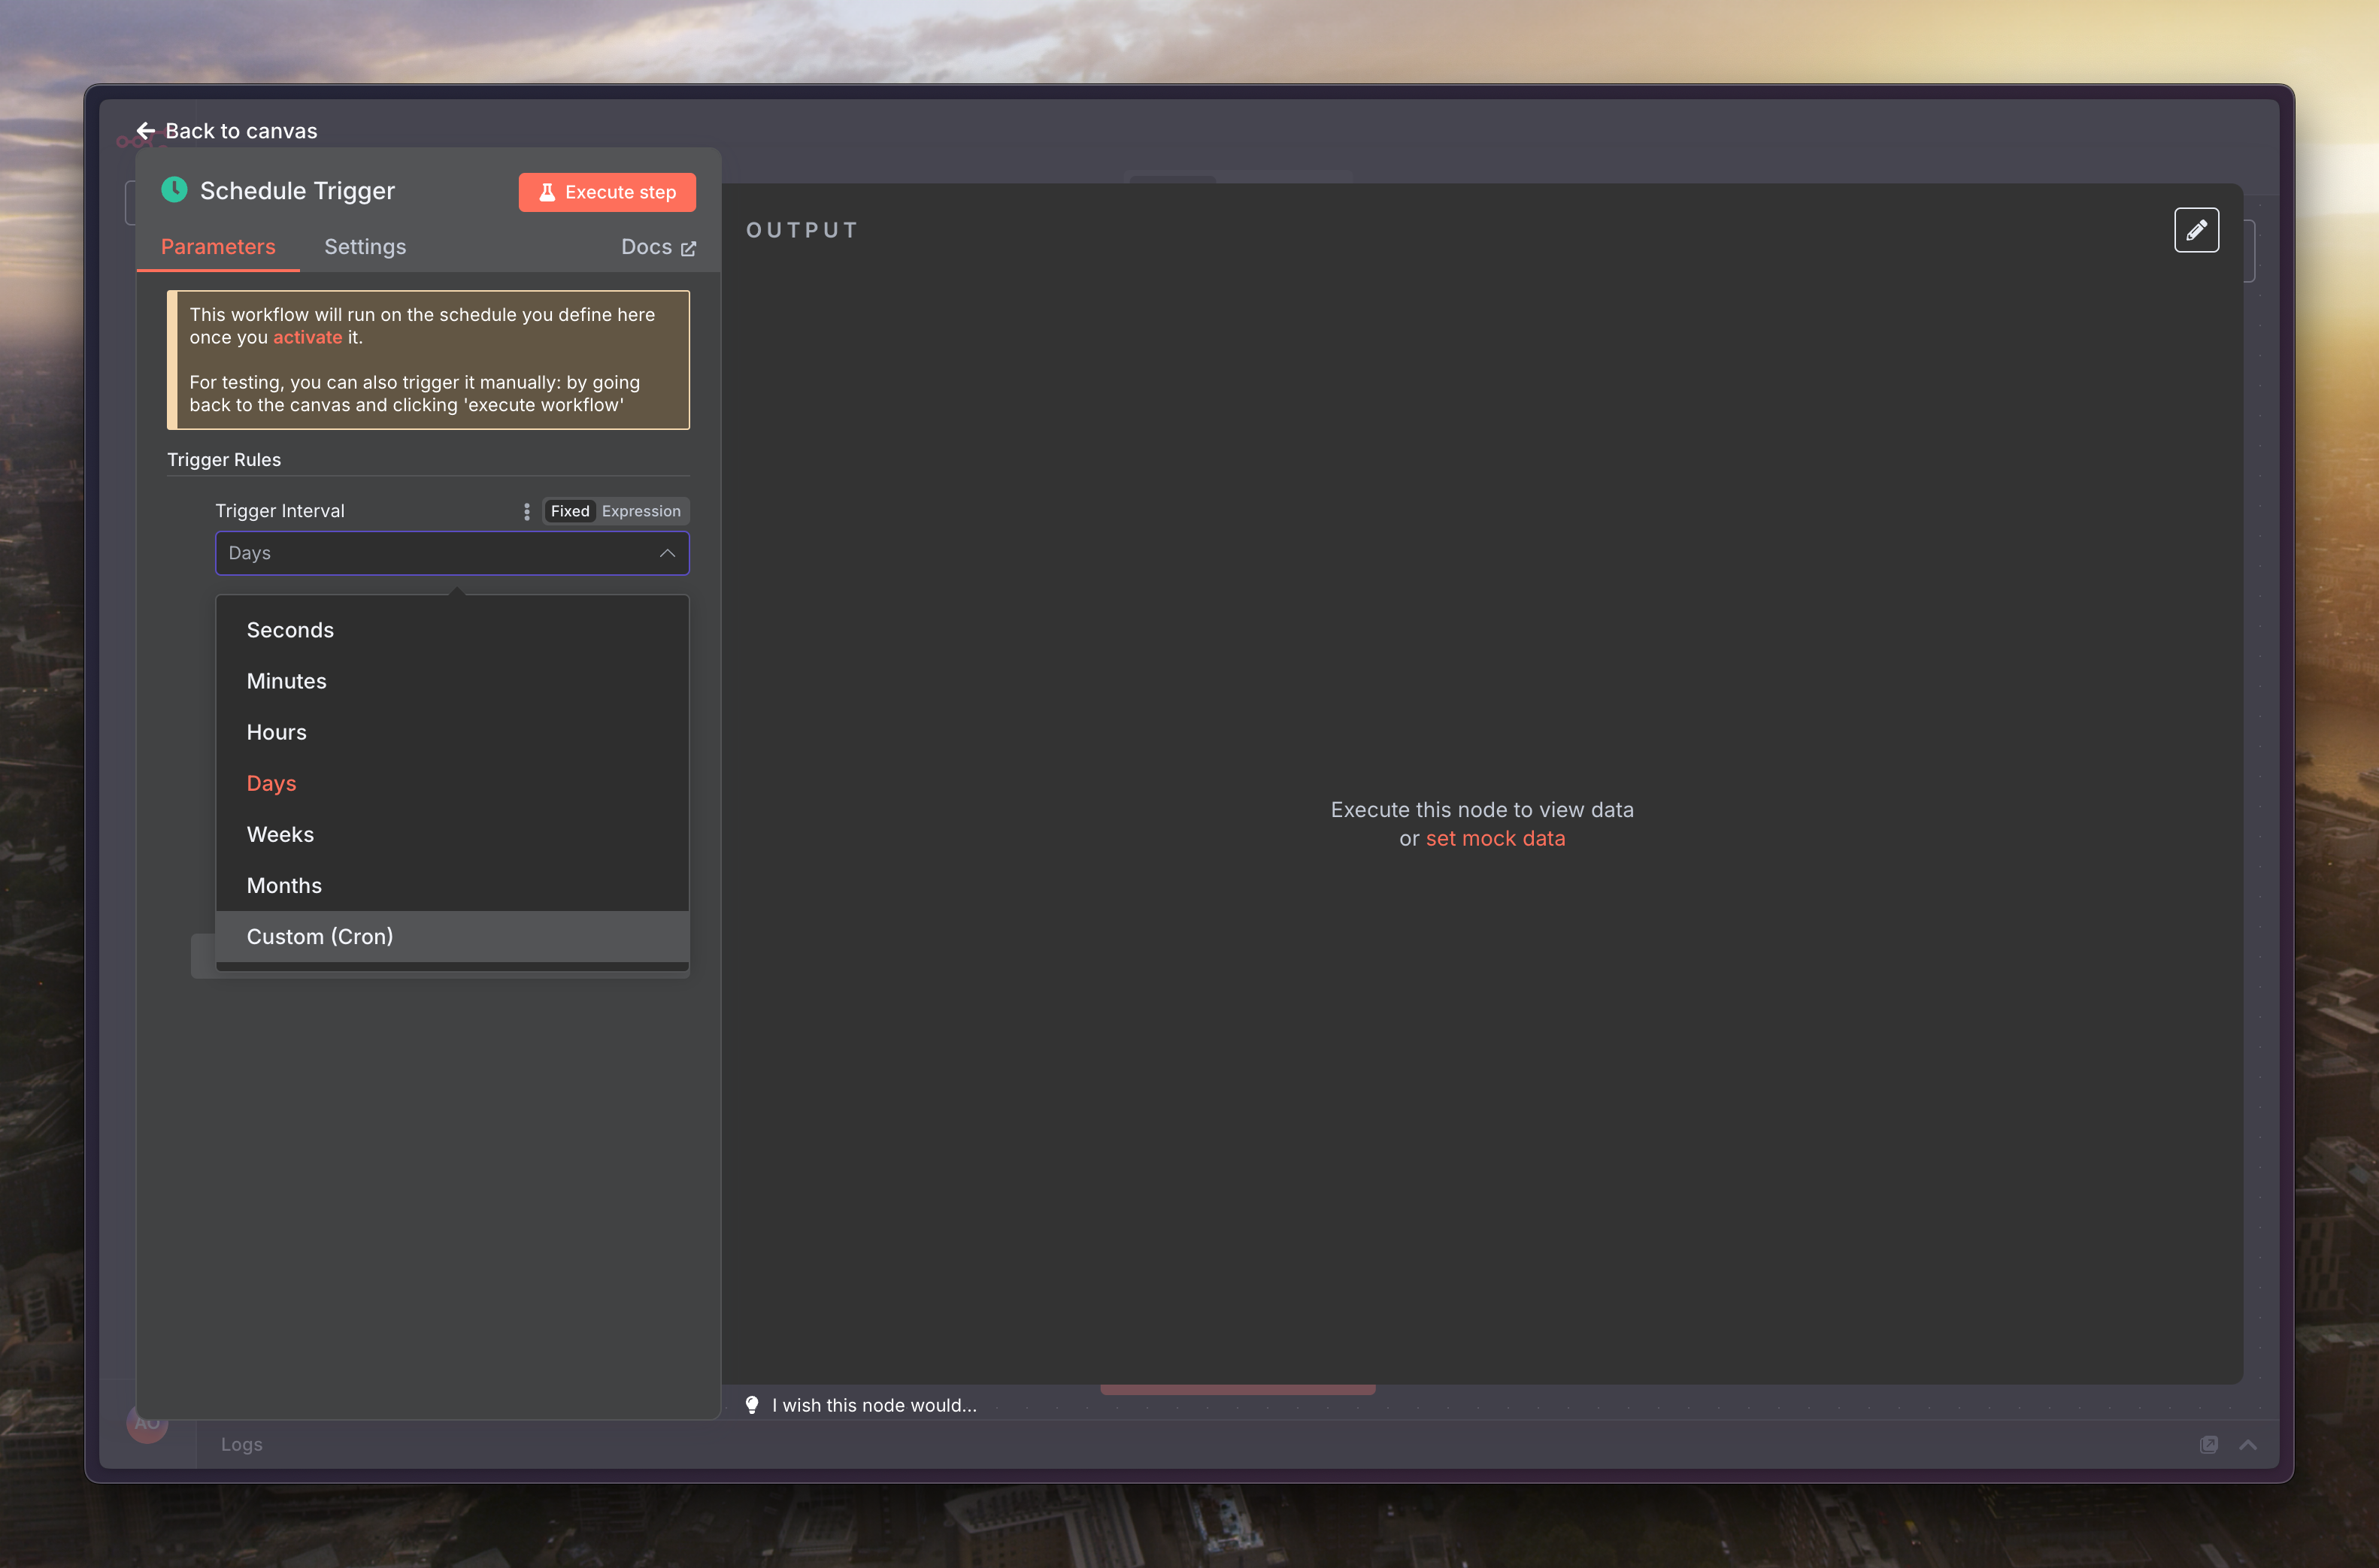 Back to canvas
Schedule Trigger
Execute step
Parameters
Settings
Docs
This workflow will run on the schedule you define here
once you activate it.
For testing, you can also trigger it manually: by going
back to the canvas and clicking 'execute workflow'
Trigger Rules
Trigger Interval
Fixed
Expression
Days
Seconds
Minutes
Hours
Days
Weeks
Months
Custom (Cron)
OUTPUT
Execute this node to view data
or set mock data
I wish this node would...
AO
Logs